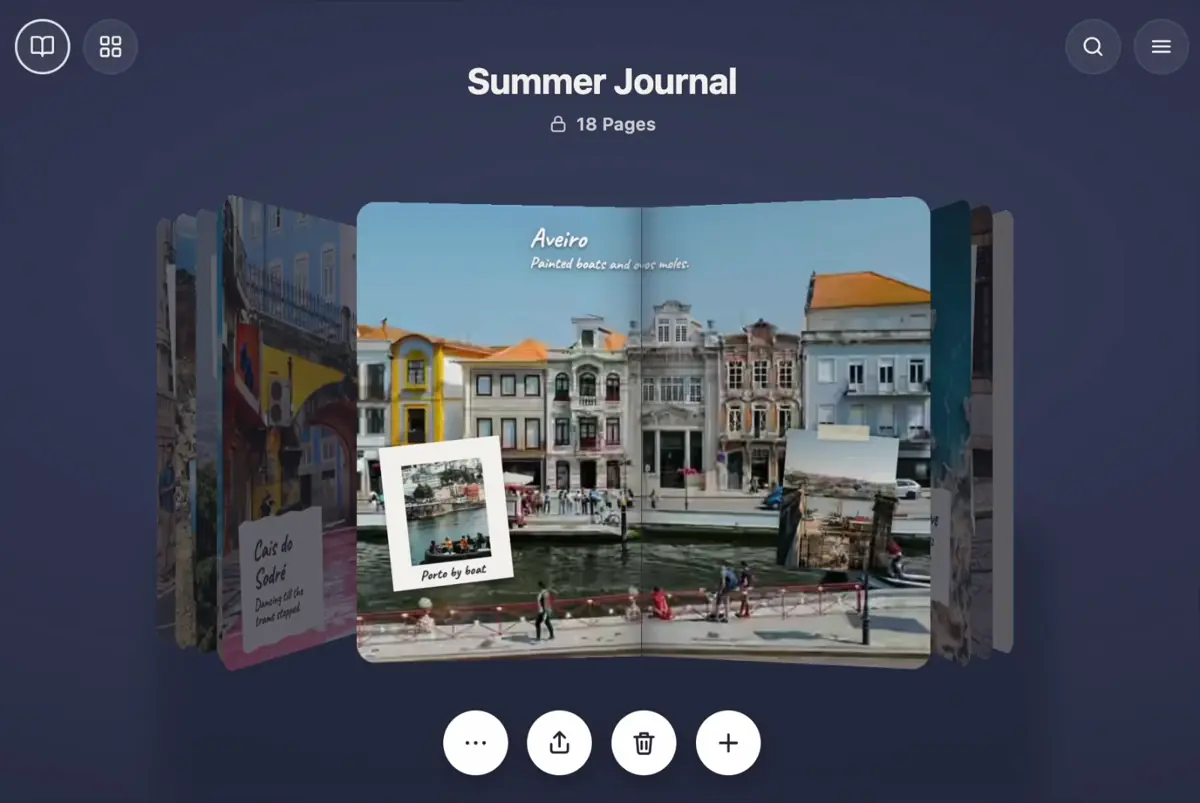 Summer Journal
18 Pages
Aveiro
Painted boats and ovos moles.
Cais do
Sodré
Dancing till the
trams stopped.
Porto by boat